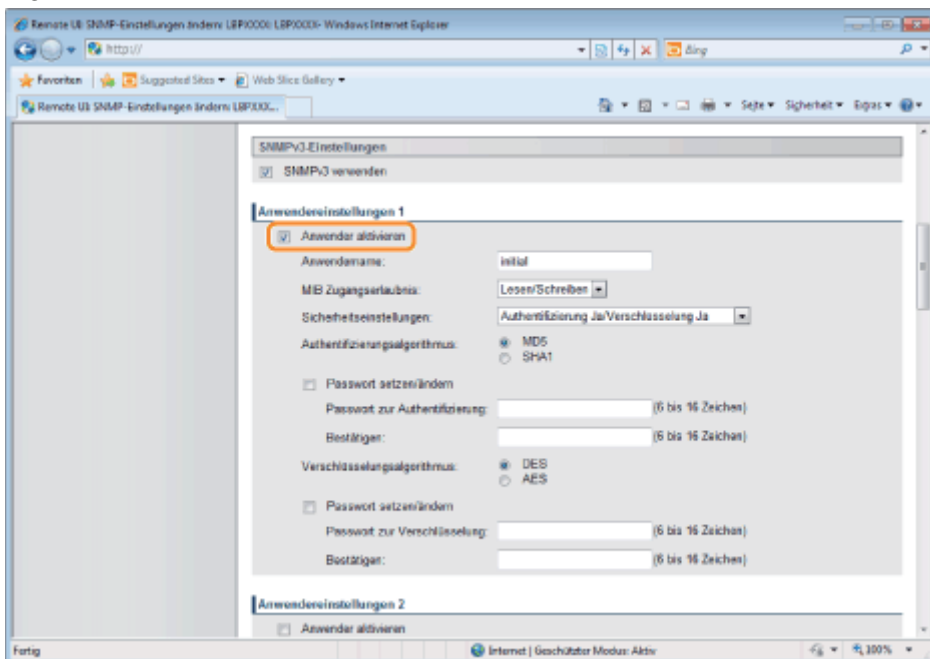 Remote UI: SNMP-Einstellungen ändern: LBPXXXX: LBPXXXX- Windows Internet Explorer
http://
Bing
Favoriten
Suggested Sites
Web Slice Gallery
Remote UI: SNMP-Einstellungen ändern: LBPXXX...
Seite
Sicherheit
Extras
SNMPv3-Einstellungen
SNMPv3 verwenden
Anwendereinstellungen 1
Anwender aktivieren
Anwendername: initial
MIB Zugangserlaubnis: Lesen/Schreiben
Sicherheitseinstellungen: Authentifizierung Ja/Verschlüsselung Ja
Authentifizierungsalgorithmus: MD5
SHA1
Passwort setzen/ändern
Passwort zur Authentifizierung: (6 bis 16 Zeichen)
Bestätigen: (6 bis 16 Zeichen)
Verschlüsselungsalgorithmus: DES
AES
Passwort setzen/ändern
Passwort zur Verschlüsselung: (6 bis 16 Zeichen)
Bestätigen: (6 bis 16 Zeichen)
Anwendereinstellungen 2
Anwender aktivieren
Fertig
Internet | Geschützter Modus: Aktiv
100%